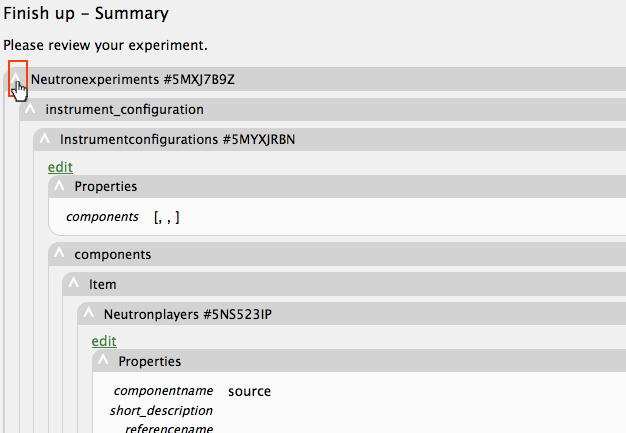 Finish up – Summary
Please review your experiment.
Neutronexperiments #5MXJ7B9Z
instrument_configuration
Instrumentconfigurations #5MYXJRBN
edit
Properties
components [, , ]
components
Item
Neutronplayers #5NS523IP
edit
Properties
componentname source
short_description
referencename